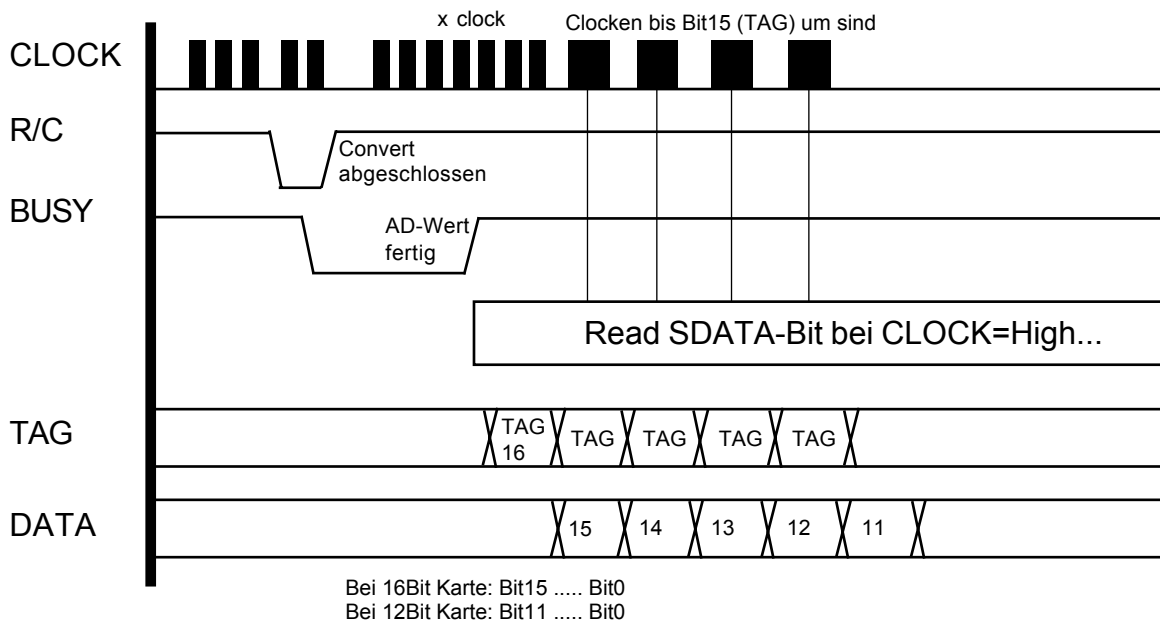 x clock
Clocken bis Bit15 (TAG) um sind
CLOCK
R/C
Convert
abgeschlossen
BUSY
AD-Wert
fertig
Read SDATA-Bit bei CLOCK=High...
TAG
TAG
16
TAG
TAG
TAG
TAG
DATA
15
14
13
12
11
Bei 16Bit Karte: Bit15 ..... Bit0
Bei 12Bit Karte: Bit11 ..... Bit0